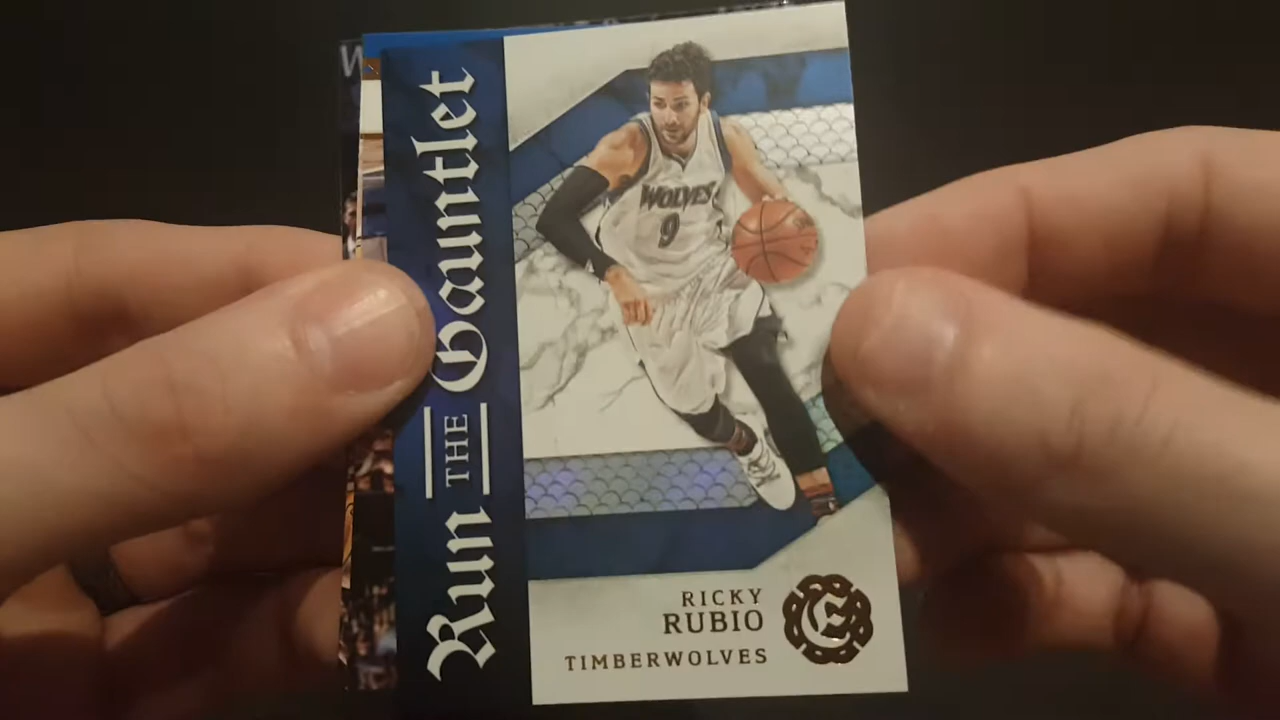 Run THE Gauntlet
WOLVES
9
RICKY
RUBIO
TIMBERWOLVES